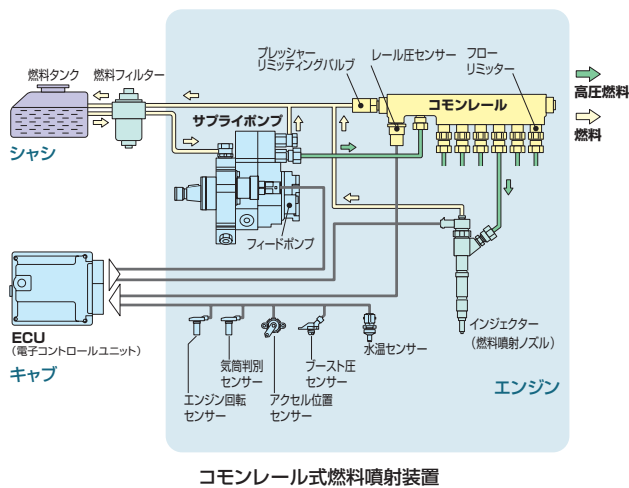 プレッシャー
リミッティングバルブ
レール圧センサー
フロー
リミッター
燃料タンク
燃料フィルター
高圧燃料
コモンレール
サプライポンプ
燃料
シャシ
フィードポンプ
ECU
(電子コントロールユニット)
キャブ
インジェクター
(燃料噴射ノズル)
水温センサー
気筒判別
センサー
ブースト圧
センサー
エンジン回転
センサー
アクセル位置
センサー
エンジン
コモンレール式燃料噴射装置